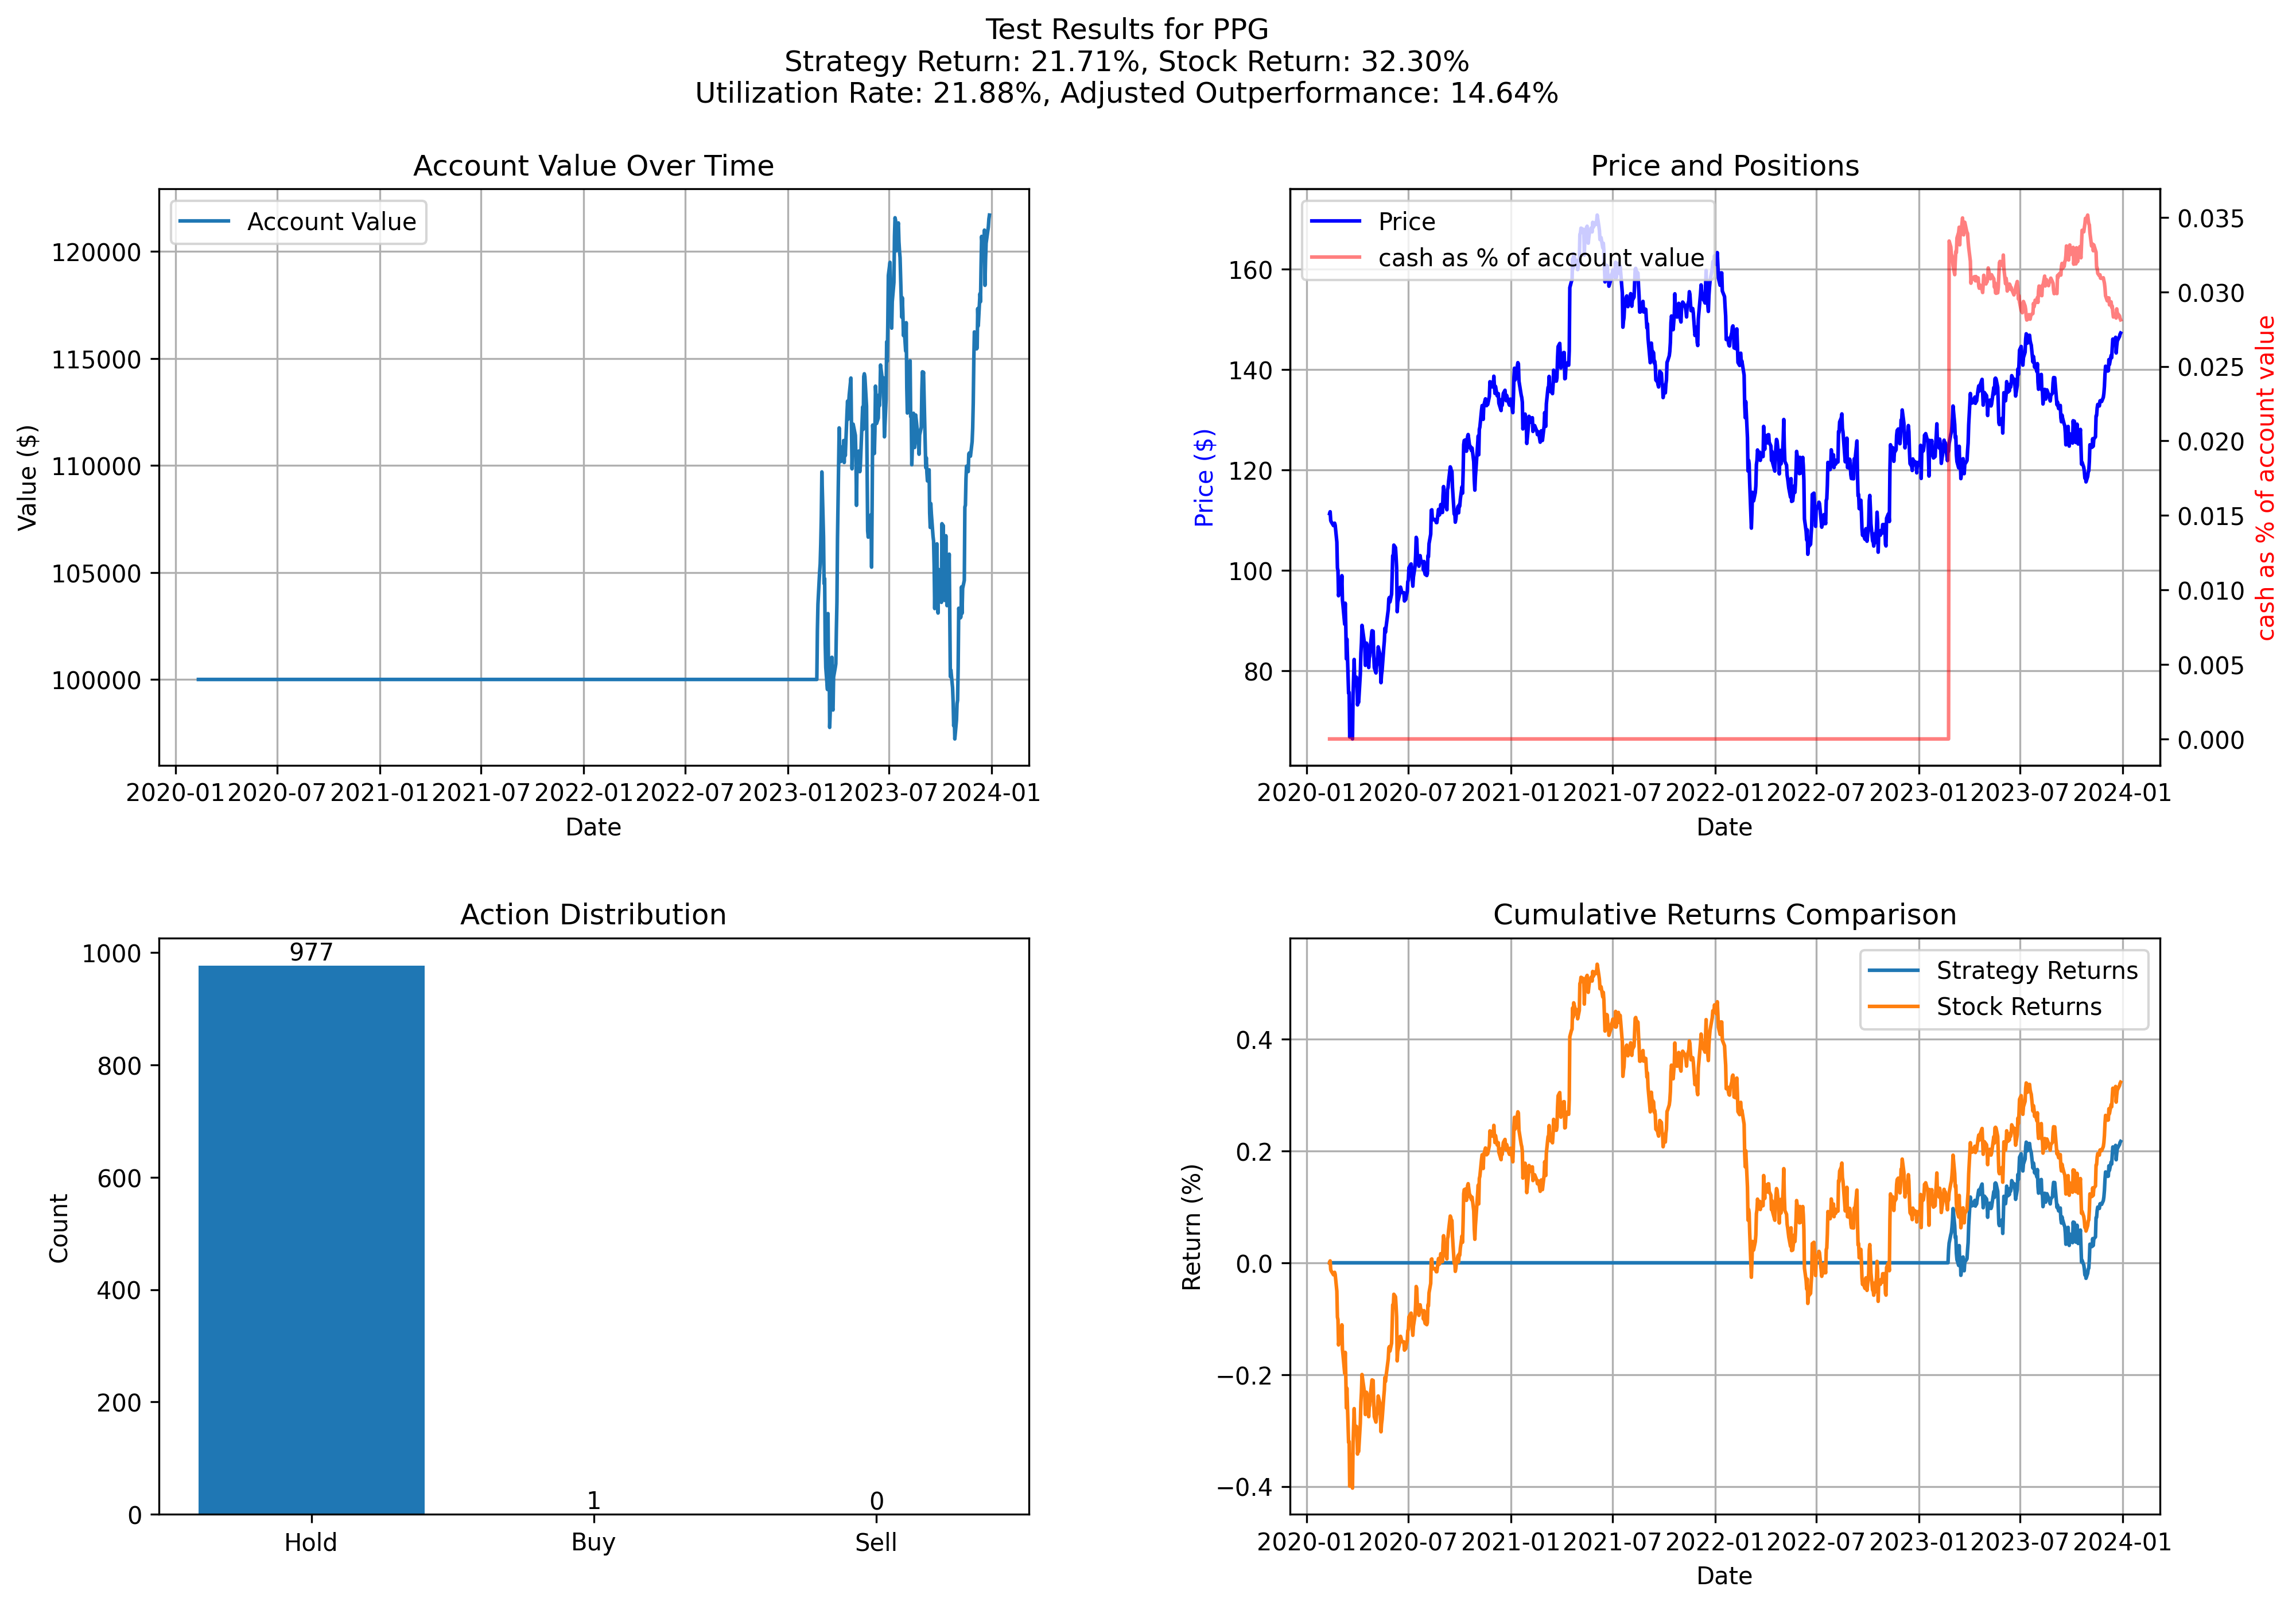 Test Results for PPG
Strategy Return: 21.71%, Stock Return: 32.30%
Utilization Rate: 21.88%, Adjusted Outperformance: 14.64%
Account Value Over Time
Account Value
120000
115000
110000
105000
100000
Value ($)
2020-01 2020-07 2021-01 2021-07 2022-01 2022-07 2023-01 2023-07 2024-01
Date
Price and Positions
Price
cash as % of account value
160
140
120
100
80
Price ($)
0.035
0.030
0.025
0.020
0.015
0.010
0.005
0.000
cash as % of account value
2020-01 2020-07 2021-01 2021-07 2022-01 2022-07 2023-01 2023-07 2024-01
Date
Action Distribution
1000
800
600
400
200
0
Count
977
1
0
Hold Buy Sell
Cumulative Returns Comparison
Strategy Returns
Stock Returns
0.4
0.2
0.0
−0.2
−0.4
Return (%)
2020-01 2020-07 2021-01 2021-07 2022-01 2022-07 2023-01 2023-07 2024-01
Date